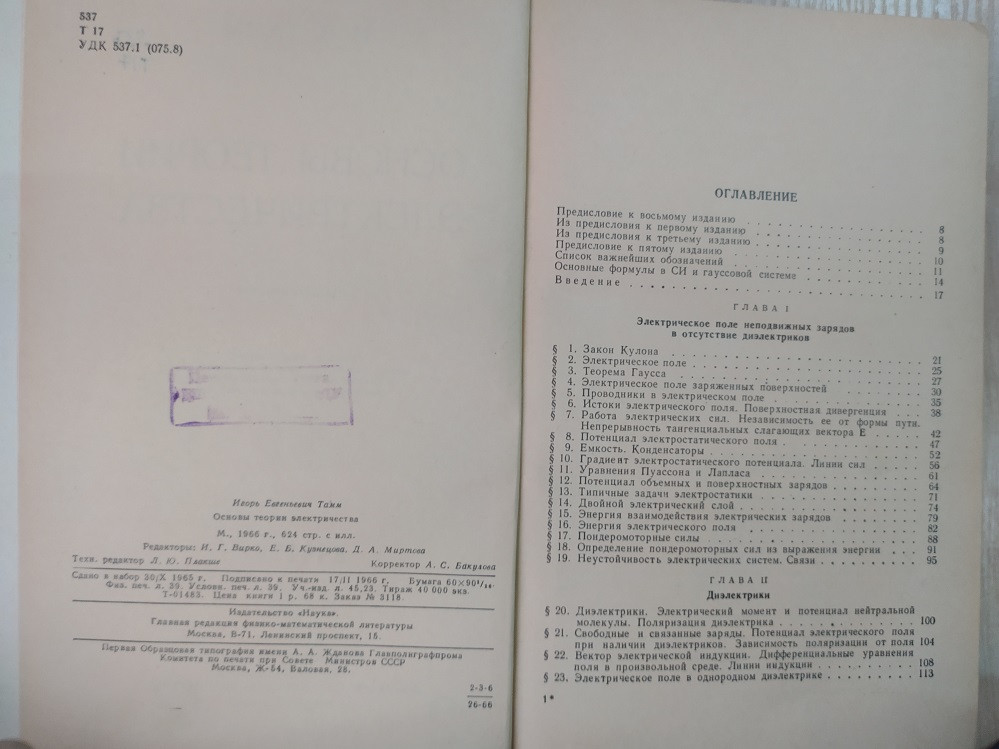 537
Т 17
УДК 537.1 (075.8)
Игорь Евгеньевич Тамм
Основы теории электричества
М., 1966 г., 624 стр. с илл.
Редакторы: И. Г. Вирко, Е. Б. Кузнецова, Д. А. Миртова
Техн. редактор Л. Ю. Плакше
Корректор А. С. Бакулова
Сдано в набор 30/X 1965 г. Подписано к печати 17/II 1966 г. Бумага 60×90¹/₁₆.
Физ. печ. л. 39. Условн. печ. л. 39. Уч.-изд. л. 45,23. Тираж 40 000 экз.
Т-01483. Цена книги 1 р. 68 к. Заказ № 3118.
Издательство «Наука».
Главная редакция физико-математической литературы
Москва, В-71, Ленинский проспект, 15.
Первая Образцовая типография имени А. А. Жданова Главполиграфпрома
Комитета по печати при Совете Министров СССР
Москва, Ж-54, Валовая, 28.
2-3-6
26-66
ОГЛАВЛЕНИЕ
Предисловие к восьмому изданию . . . 8
Из предисловия к первому изданию . . . 8
Из предисловия к третьему изданию . . . 9
Предисловие к пятому изданию . . . 10
Список важнейших обозначений . . . 11
Основные формулы в СИ и гауссовой системе . . . 14
Введение . . . 17
ГЛАВА I
Электрическое поле неподвижных зарядов
в отсутствие диэлектриков
§ 1. Закон Кулона . . . 21
§ 2. Электрическое поле . . . 25
§ 3. Теорема Гаусса . . . 27
§ 4. Электрическое поле заряженных поверхностей . . . 30
§ 5. Проводники в электрическом поле . . . 35
§ 6. Истоки электрического поля. Поверхностная дивергенция . . . 38
§ 7. Работа электрических сил. Независимость ее от формы пути.
Непрерывность тангенциальных слагающих вектора E . . . 42
§ 8. Потенциал электростатического поля . . . 47
§ 9. Емкость. Конденсаторы . . . 52
§ 10. Градиент электростатического потенциала. Линии сил . . . 56
§ 11. Уравнения Пуассона и Лапласа . . . 61
§ 12. Потенциал объемных и поверхностных зарядов . . . 64
§ 13. Типичные задачи электростатики . . . 71
§ 14. Двойной электрический слой . . . 74
§ 15. Энергия взаимодействия электрических зарядов . . . 79
§ 16. Энергия электрического поля . . . 82
§ 17. Пондеромоторные силы . . . 88
§ 18. Определение пондеромоторных сил из выражения энергии . . . 91
§ 19. Неустойчивость электрических систем. Связи . . . 95
ГЛАВА II
Диэлектрики
§ 20. Диэлектрики. Электрический момент и потенциал нейтральной
молекулы. Поляризация диэлектрика . . . 100
§ 21. Свободные и связанные заряды. Потенциал электрического поля
при наличии диэлектриков. Зависимость поляризации от поля 104
§ 22. Вектор электрической индукции. Дифференциальные уравнения
поля в произвольной среде. Линии индукции . . . 108
§ 23. Электрическое поле в однородном диэлектрике . . . 113
1*